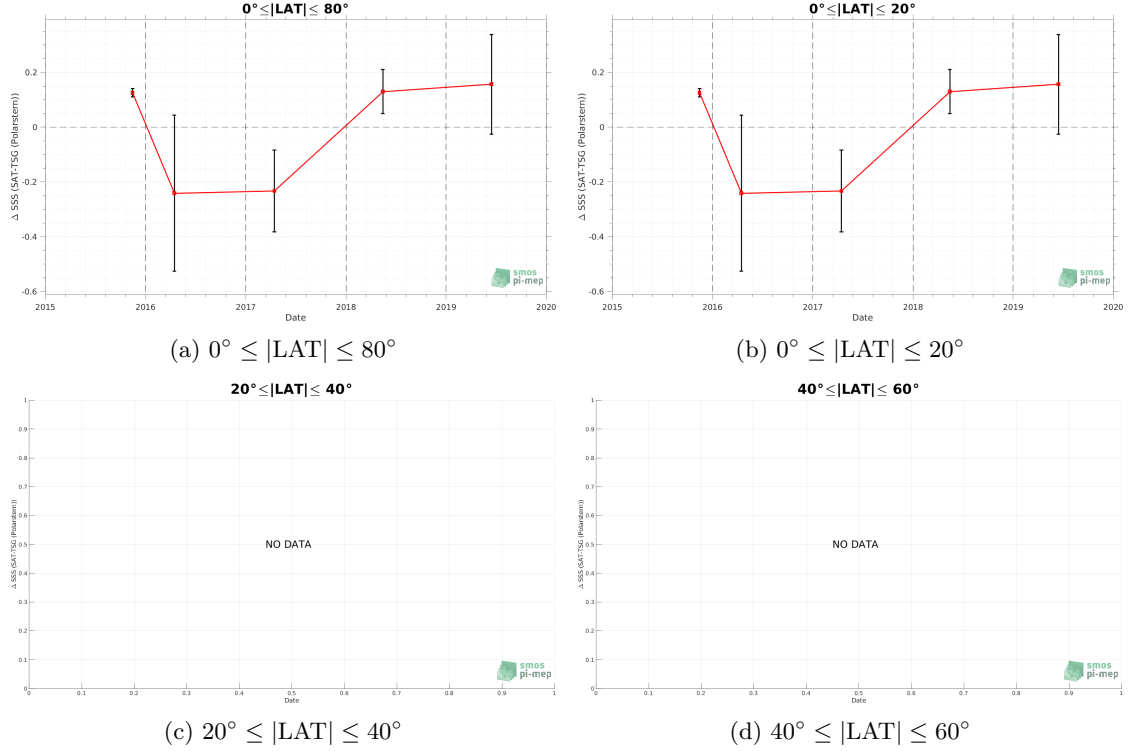 0°≤|LAT|≤ 80°
Δ SSS (SAT-TSG (Polarstern))
0.2
0
-0.2
-0.4
-0.6
2015 2016 2017 2018 2019 2020
Date
smos
pi-mep
(a) 0° ≤ |LAT| ≤ 80°
0°≤|LAT|≤ 20°
Δ SSS (SAT-TSG (Polarstern))
0.2
0
-0.2
-0.4
-0.6
2015 2016 2017 2018 2019 2020
Date
smos
pi-mep
(b) 0° ≤ |LAT| ≤ 20°
20°≤|LAT|≤ 40°
Δ SSS (SAT-TSG (Polarstern))
1
0.9
0.8
0.7
0.6
0.5
0.4
0.3
0.2
0.1
0
NO DATA
0 0.1 0.2 0.3 0.4 0.5 0.6 0.7 0.8 0.9 1
Date
smos
pi-mep
(c) 20° ≤ |LAT| ≤ 40°
40°≤|LAT|≤ 60°
Δ SSS (SAT-TSG (Polarstern))
1
0.9
0.8
0.7
0.6
0.5
0.4
0.3
0.2
0.1
0
NO DATA
0 0.1 0.2 0.3 0.4 0.5 0.6 0.7 0.8 0.9 1
Date
smos
pi-mep
(d) 40° ≤ |LAT| ≤ 60°